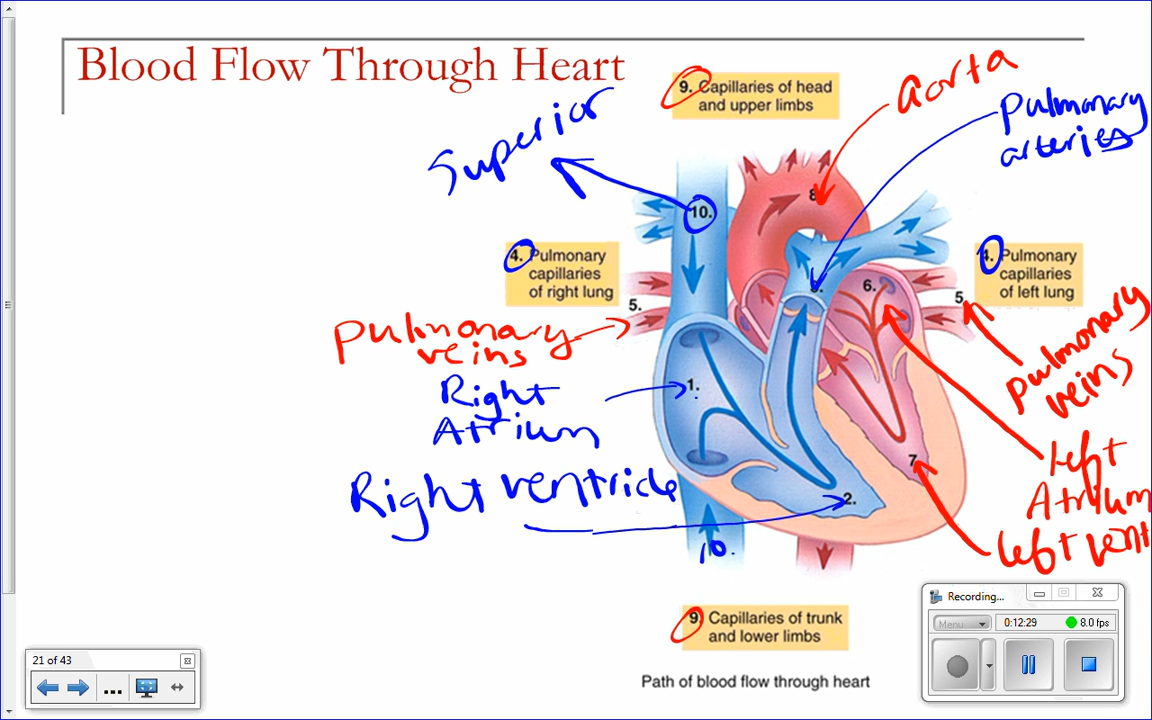 Blood Flow Through Heart
9. Capillaries of head
and upper limbs
aorta
Pulmonary
arteries
Superior
10.
8.
4. Pulmonary
capillaries
of right lung
4. Pulmonary
capillaries
of left lung
5.
3.
6.
5.
Pulmonary
veins
Pulmonary
veins
Right
Atrium
1.
Left
Atrium
Right ventricle
2.
7.
left vent
10.
9. Capillaries of trunk
and lower limbs
Path of blood flow through heart
Recording...
Menu
0:12:29
8.0 fps
21 of 43
...